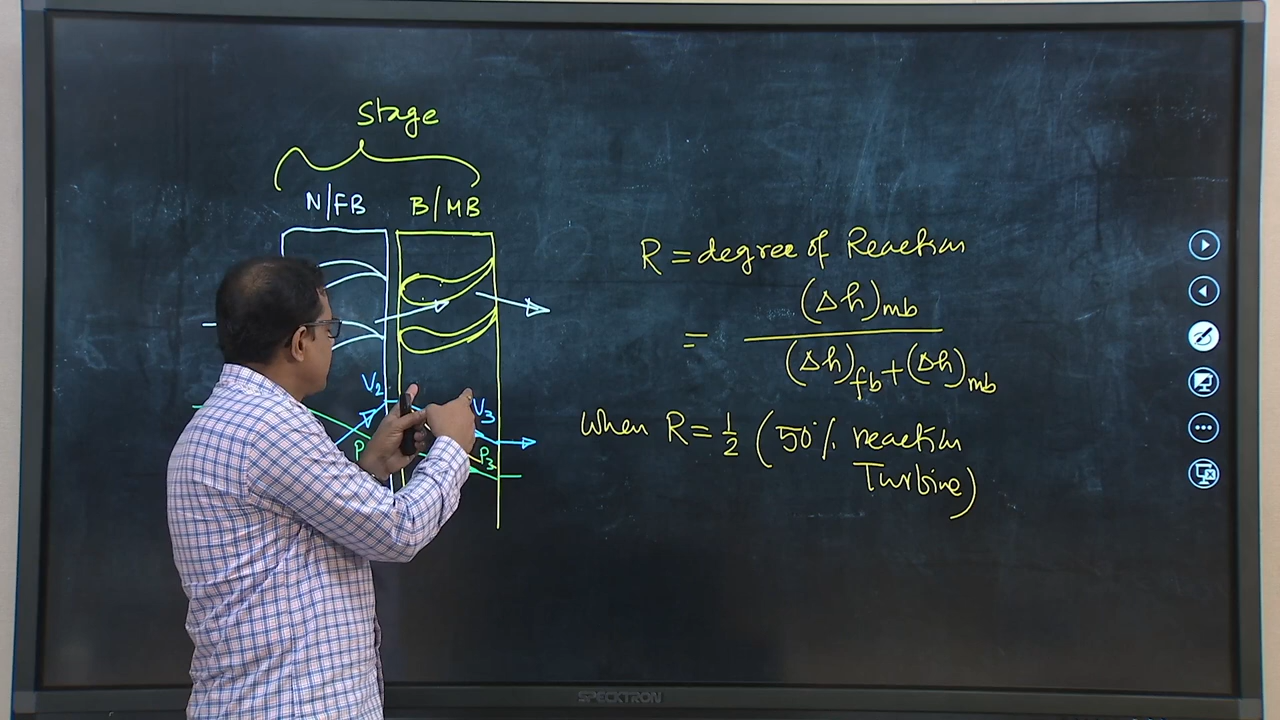 Stage
N/FB B/MB
R = degree of Reaction
= (Δh)mb / (Δh)fb + (Δh)mb
V2 V3
When R = 1/2 (50% reaction
P P3
Turbine)
SPECKTRON